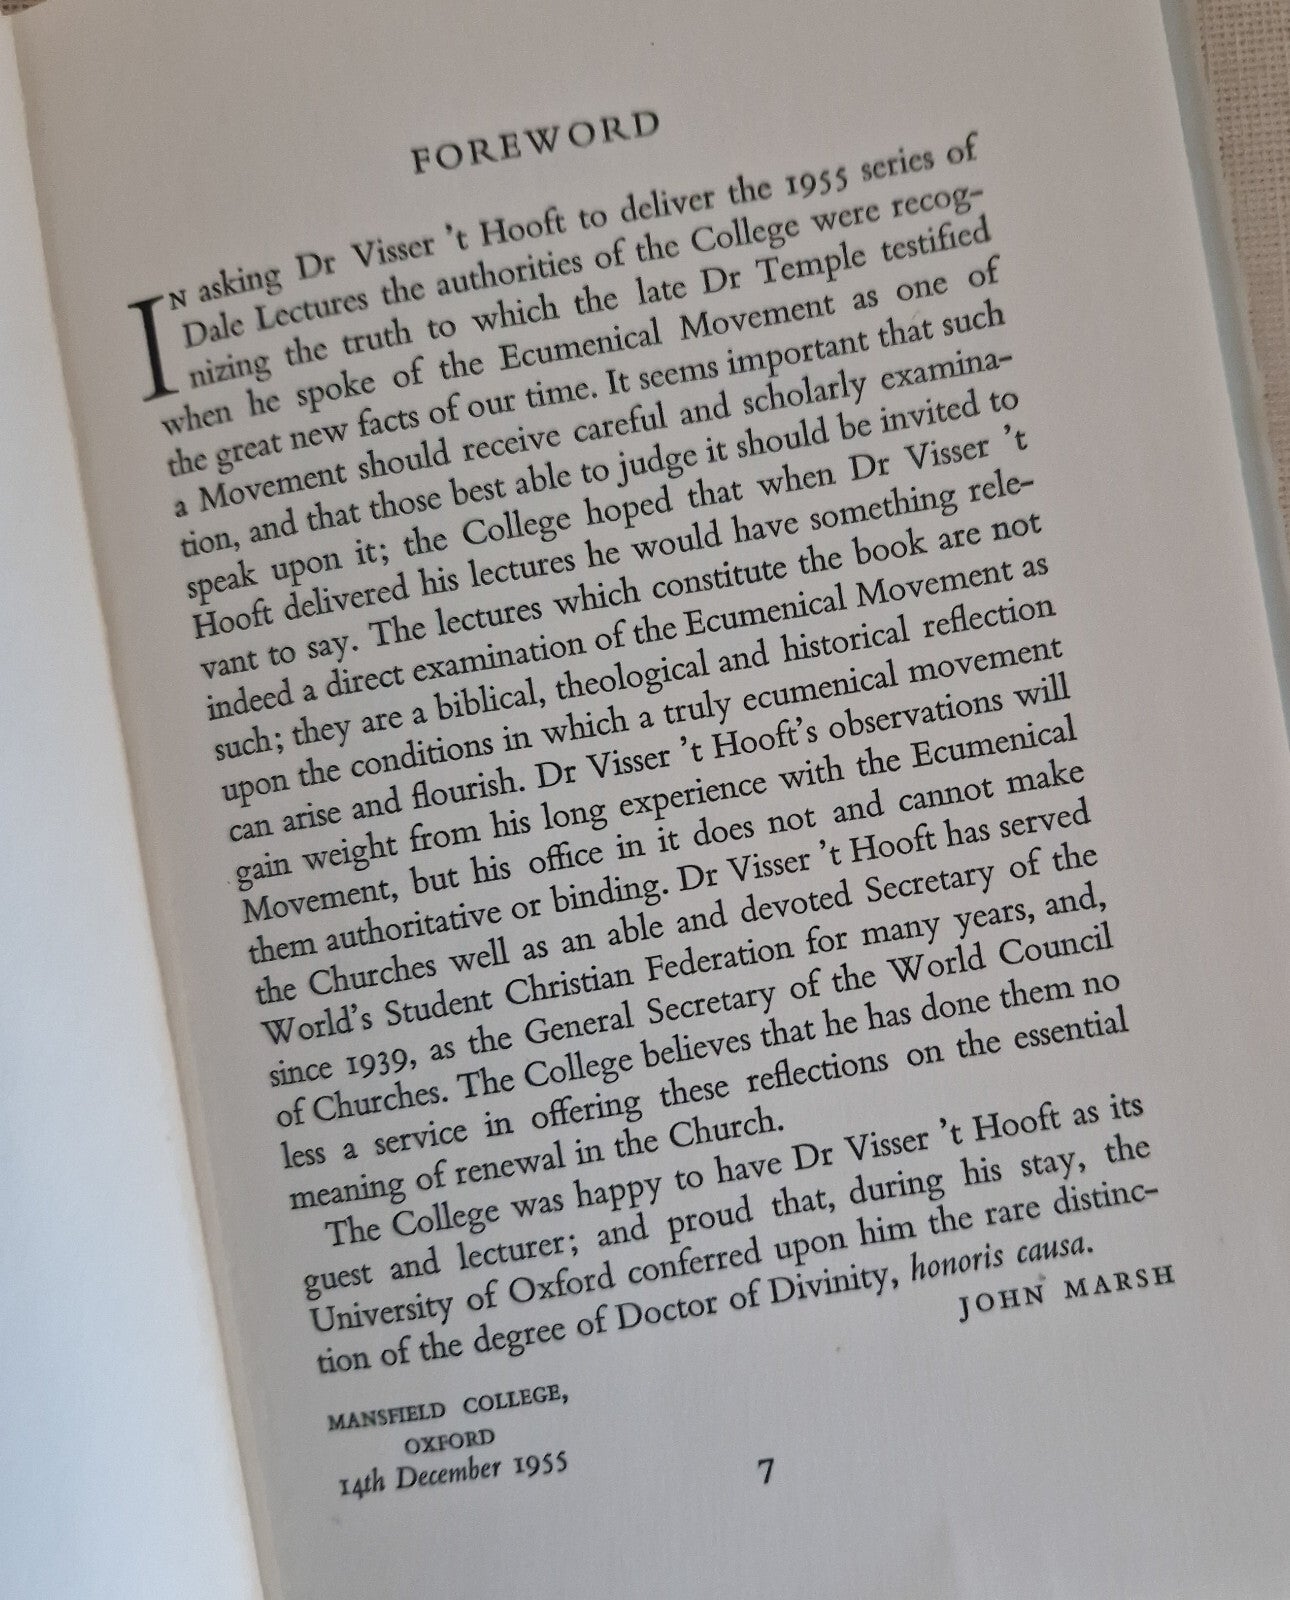 FOREWORD
IN asking Dr Visser 't Hooft to deliver the 1955 series of
Dale Lectures the authorities of the College were recog-
nizing the truth to which the late Dr Temple testified
when he spoke of the Ecumenical Movement as one of
the great new facts of our time. It seems important that such
a Movement should receive careful and scholarly examina-
tion, and that those best able to judge it should be invited to
speak upon it; the College hoped that when Dr Visser 't
Hooft delivered his lectures he would have something rele-
vant to say. The lectures which constitute the book are not
indeed a direct examination of the Ecumenical Movement as
such; they are a biblical, theological and historical reflection
upon the conditions in which a truly ecumenical movement
can arise and flourish. Dr Visser 't Hooft's observations will
gain weight from his long experience with the Ecumenical
Movement, but his office in it does not and cannot make
them authoritative or binding. Dr Visser 't Hooft has served
the Churches well as an able and devoted Secretary of the
World's Student Christian Federation for many years, and,
since 1939, as the General Secretary of the World Council
of Churches. The College believes that he has done them no
less a service in offering these reflections on the essential
meaning of renewal in the Church.
The College was happy to have Dr Visser 't Hooft as its
guest and lecturer; and proud that, during his stay, the
University of Oxford conferred upon him the rare distinc-
tion of the degree of Doctor of Divinity, honoris causa.
JOHN MARSH
MANSFIELD COLLEGE,
OXFORD
14th December 1955
7